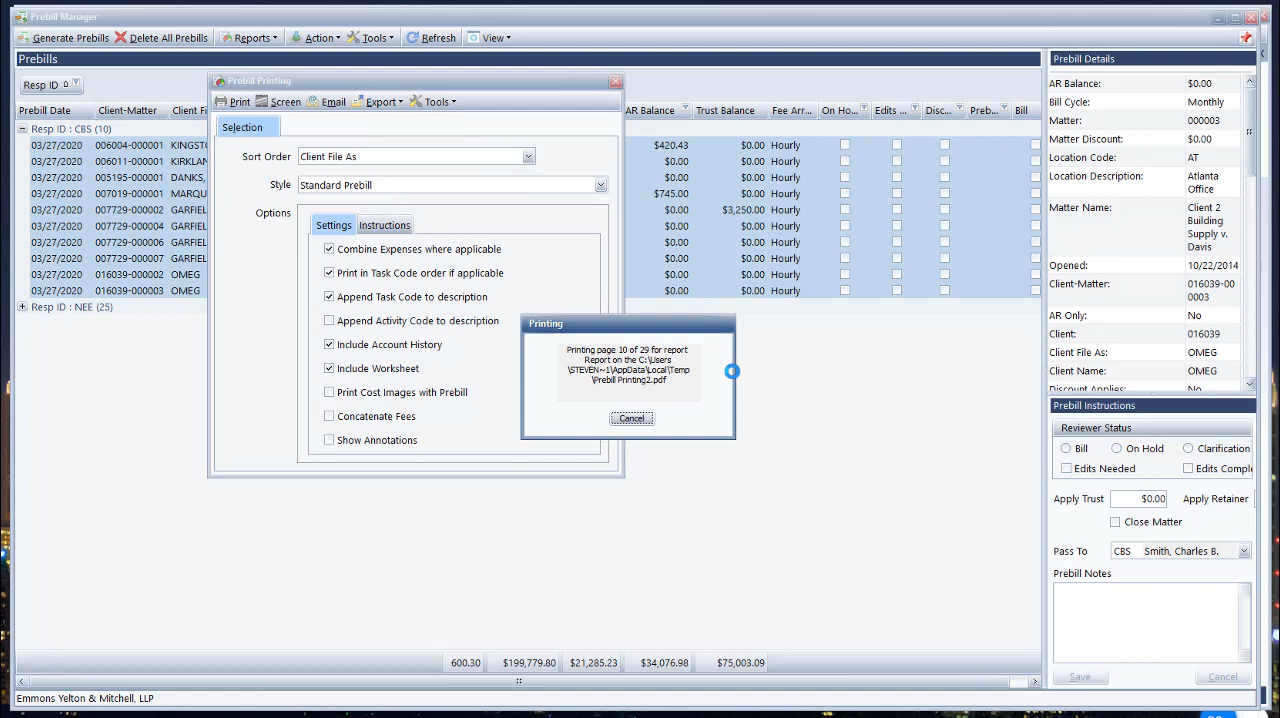 Prebill Manager
Generate Prebills Delete All Prebills Reports Action Tools Refresh View
Prebills
Resp ID
Prebill Date Client-Matter Client Fi AR Balance Trust Balance Fee Arr... On Ho... Edits ... Disc... Preb... Bill
Resp ID : CBS (10)
03/27/2020 006004-000001 KINGST $420.43 $0.00 Hourly
03/27/2020 006011-000001 KIRKLAN $0.00 $0.00 Hourly
03/27/2020 005195-000001 DANKS, $0.00 $0.00 Hourly
03/27/2020 007019-000001 MARQU $745.00 $0.00 Hourly
03/27/2020 007729-000002 GARFIEL $0.00 $3,250.00 Hourly
03/27/2020 007729-000004 GARFIEL $0.00 $0.00 Hourly
03/27/2020 007729-000006 GARFIEL $0.00 $0.00 Hourly
03/27/2020 007729-000007 GARFIEL $0.00 $0.00 Hourly
03/27/2020 016039-000002 OMEG $0.00 $0.00 Hourly
03/27/2020 016039-000003 OMEG $0.00 $0.00 Hourly
Resp ID : NEE (25)
600.30 $199,779.80 $21,285.23 $34,076.98 $75,003.09
Emmons Yelton & Mitchell, LLP
Prebill Printing
Print Screen Email Export Tools
Selection
Sort Order Client File As
Style Standard Prebill
Options
Settings Instructions
Combine Expenses where applicable
Print in Task Code order if applicable
Append Task Code to description
Append Activity Code to description
Include Account History
Include Worksheet
Print Cost Images with Prebill
Concatenate Fees
Show Annotations
Printing
Printing page 10 of 29 for report
Report on the C:\Users
\STEVEN~1\AppData\Local\Temp
\Prebill Printing2.pdf
Cancel
Prebill Details
AR Balance: $0.00
Bill Cycle: Monthly
Matter: 000003
Matter Discount: $0.00
Location Code: AT
Location Description: Atlanta
Office
Matter Name: Client 2
Building
Supply v.
Davis
Opened: 10/22/2014
Client-Matter: 016039-00
0003
AR Only: No
Client: 016039
Client File As: OMEG
Client Name: OMEG
Discount Applies: No
Prebill Instructions
Reviewer Status
Bill On Hold Clarification
Edits Needed Edits Comple
Apply Trust $0.00 Apply Retainer
Close Matter
Pass To CBS Smith, Charles B.
Prebill Notes
Save Cancel